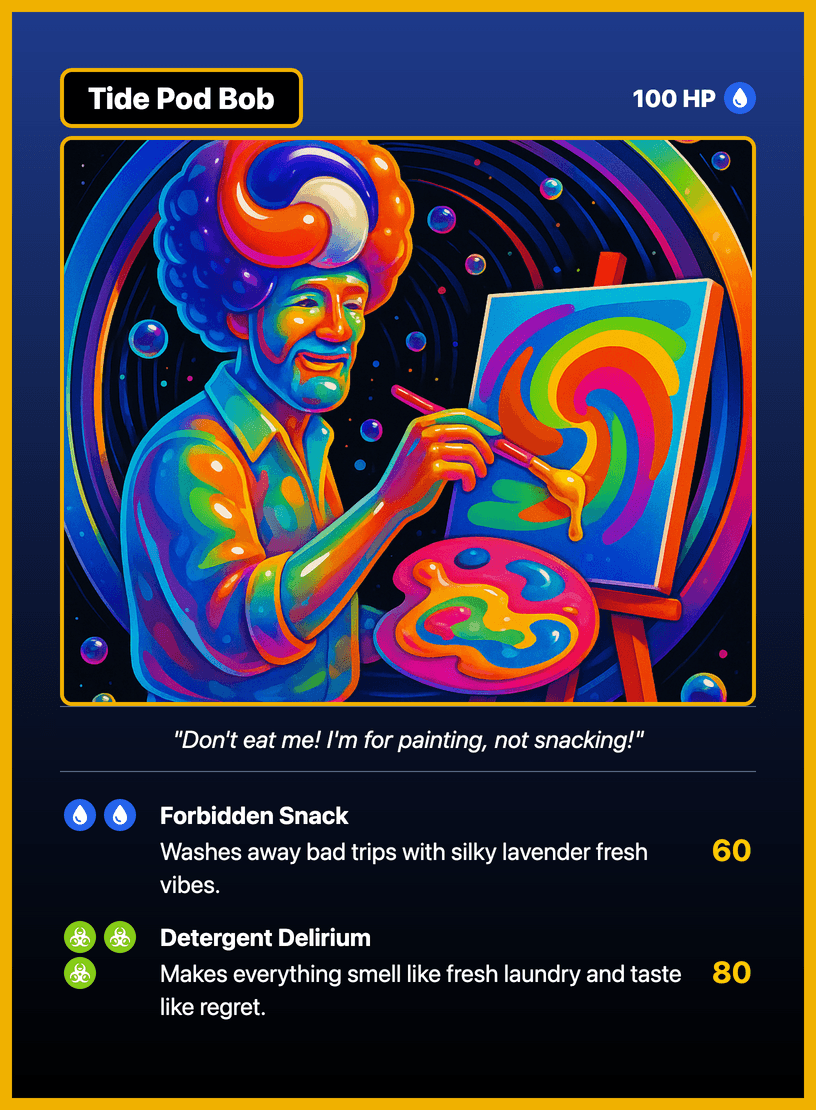 Tide Pod Bob
100 HP
"Don't eat me! I'm for painting, not snacking!"
Forbidden Snack
Washes away bad trips with silky lavender fresh
vibes.
60
Detergent Delirium
Makes everything smell like fresh laundry and taste
like regret.
80